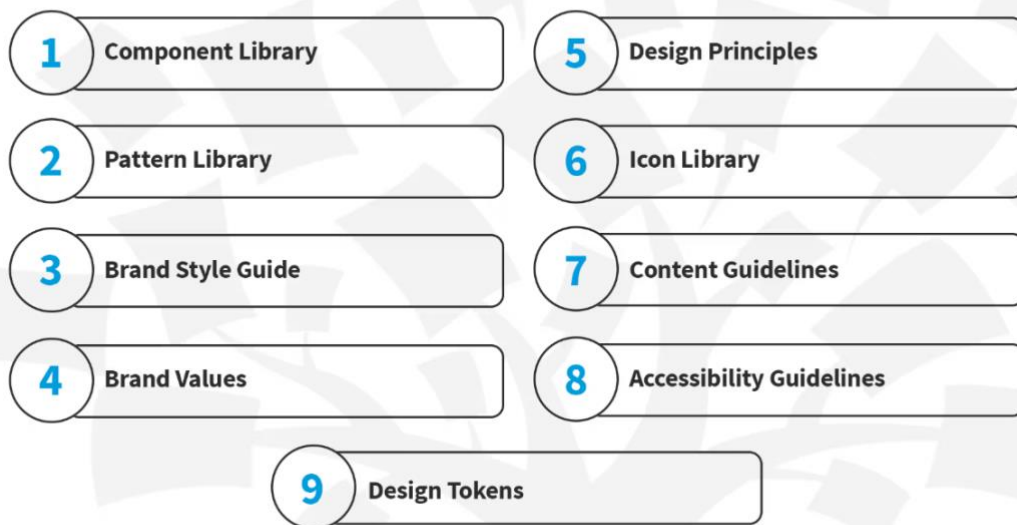 1 Component Library
2 Pattern Library
3 Brand Style Guide
4 Brand Values
5 Design Principles
6 Icon Library
7 Content Guidelines
8 Accessibility Guidelines
9 Design Tokens